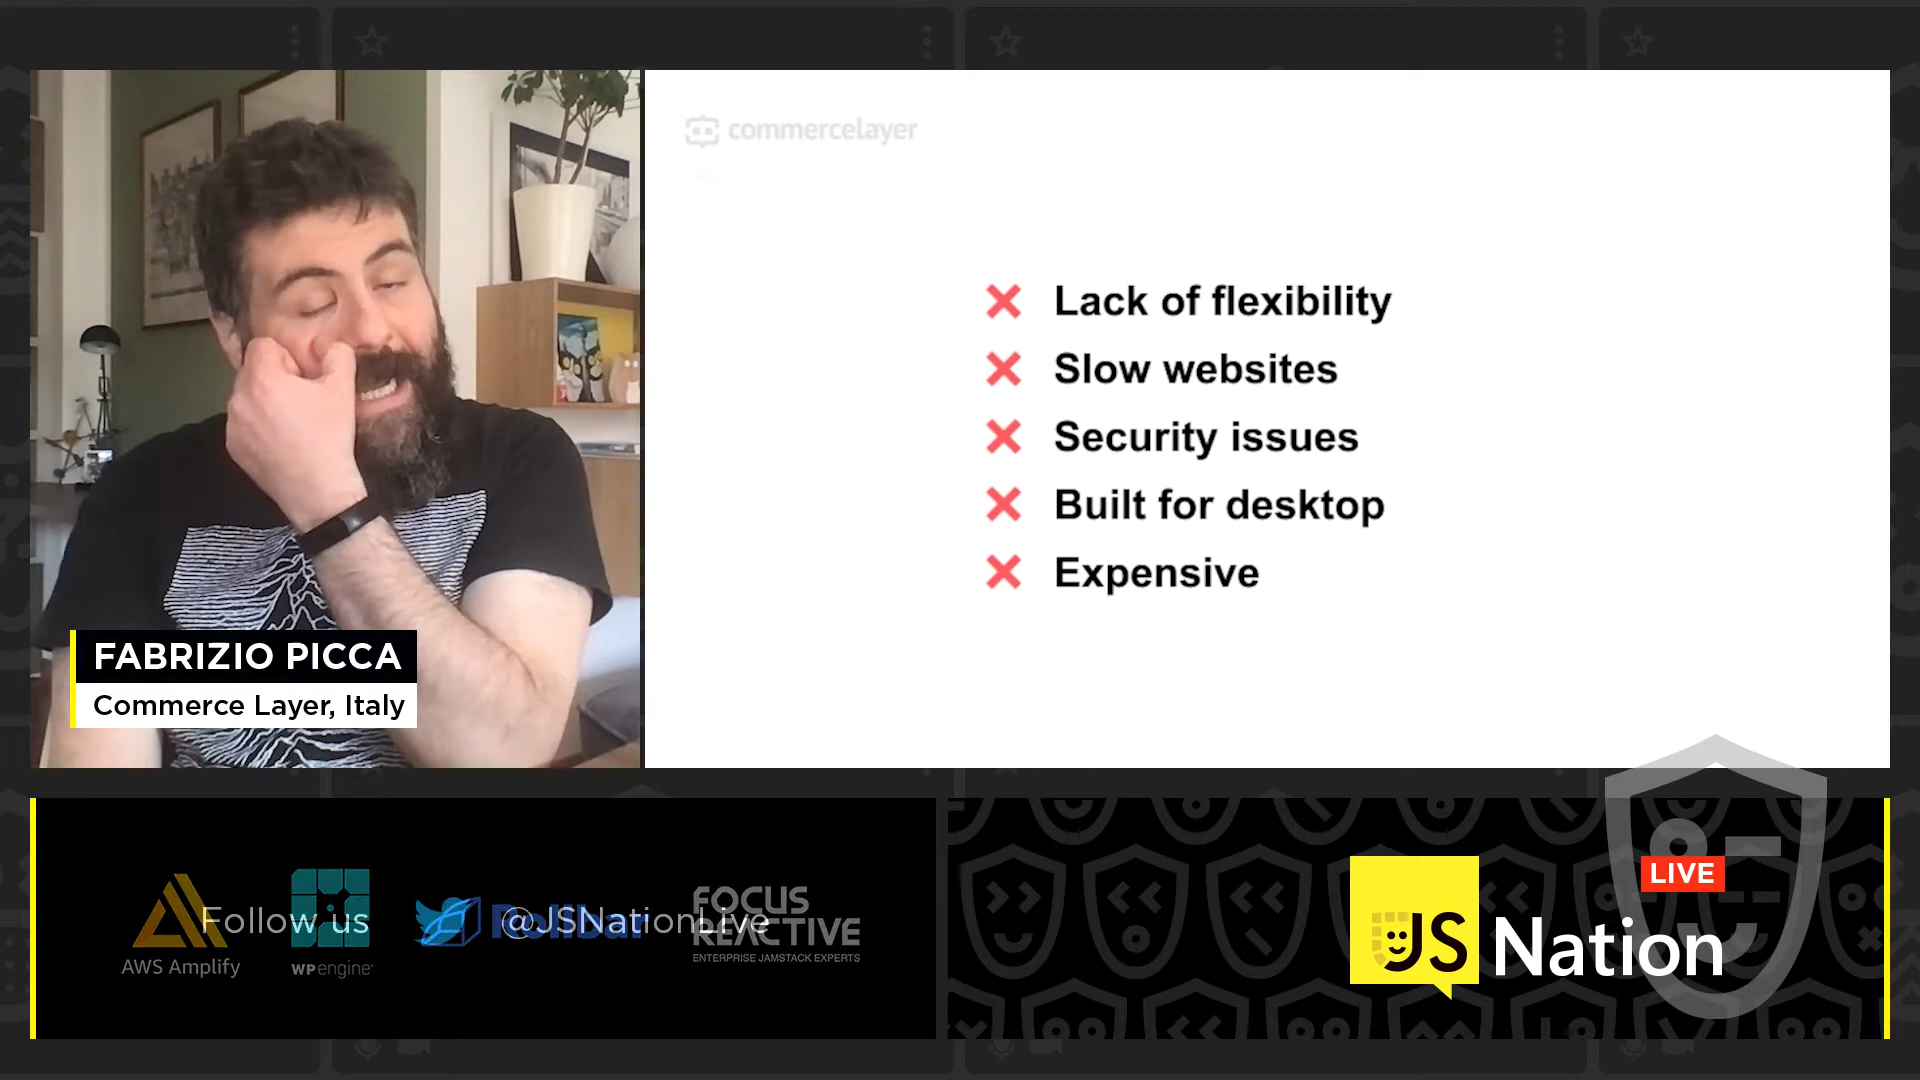 commercelayer
Lack of flexibility
Slow websites
Security issues
Built for desktop
Expensive
FABRIZIO PICCA
Commerce Layer, Italy
AWS Amplify
WPengine
Follow us
@JSNationLive
Rollbar
FOCUS
REACTIVE
ENTERPRISE JAMSTACK EXPERTS
LIVE
JS Nation